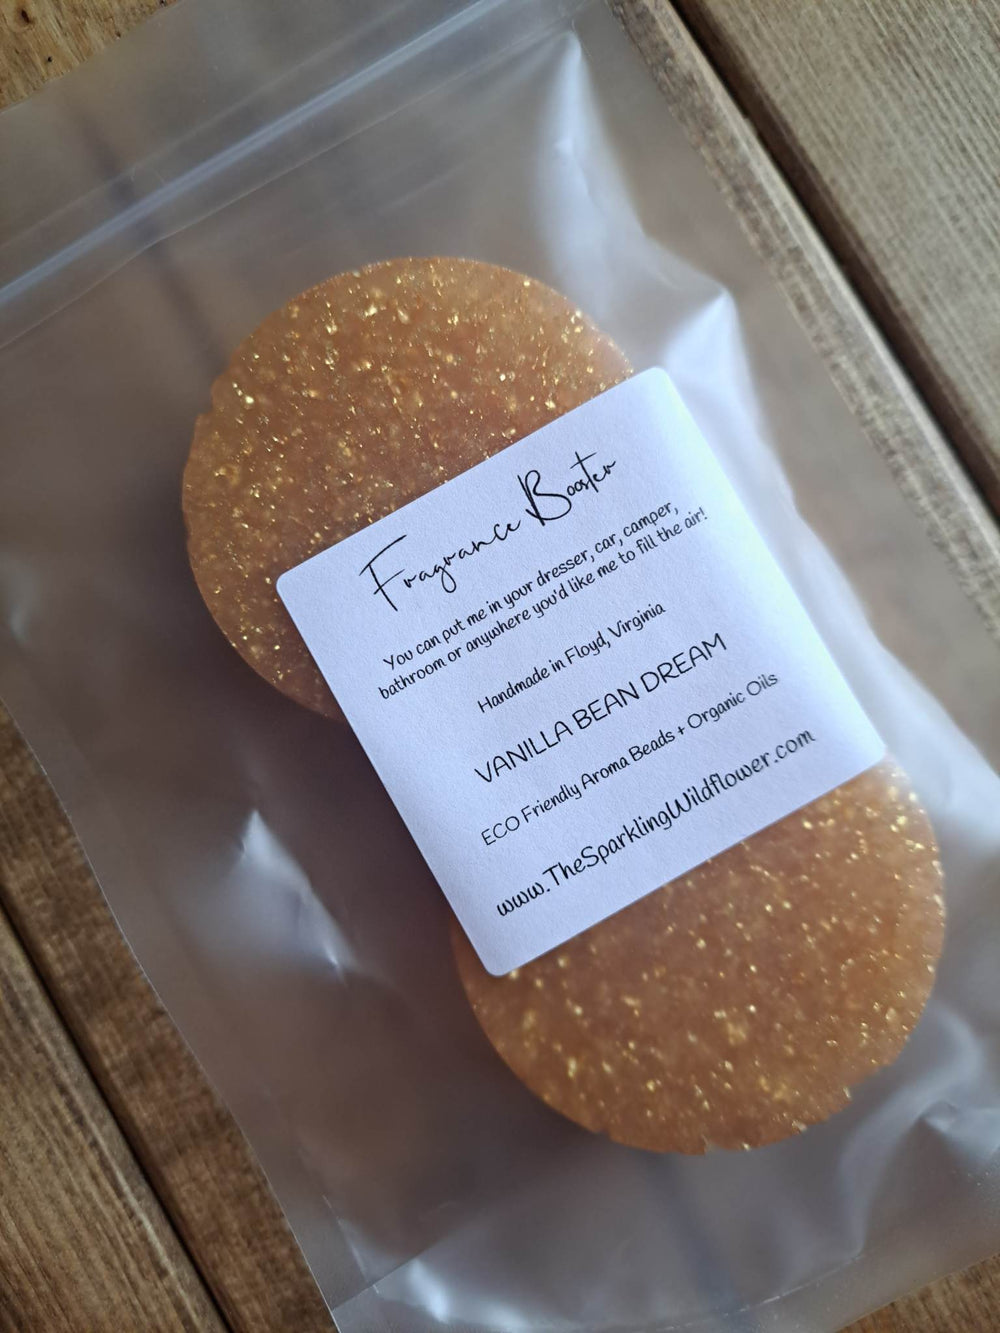 Fragrance Booster
You can put me in your dresser, car, camper,
bathroom or anywhere you'd like me to fill the air!
Handmade in Floyd, Virginia
VANILLA BEAN DREAM
ECO Friendly Aroma Beads + Organic Oils
www.TheSparklingWildflower.com